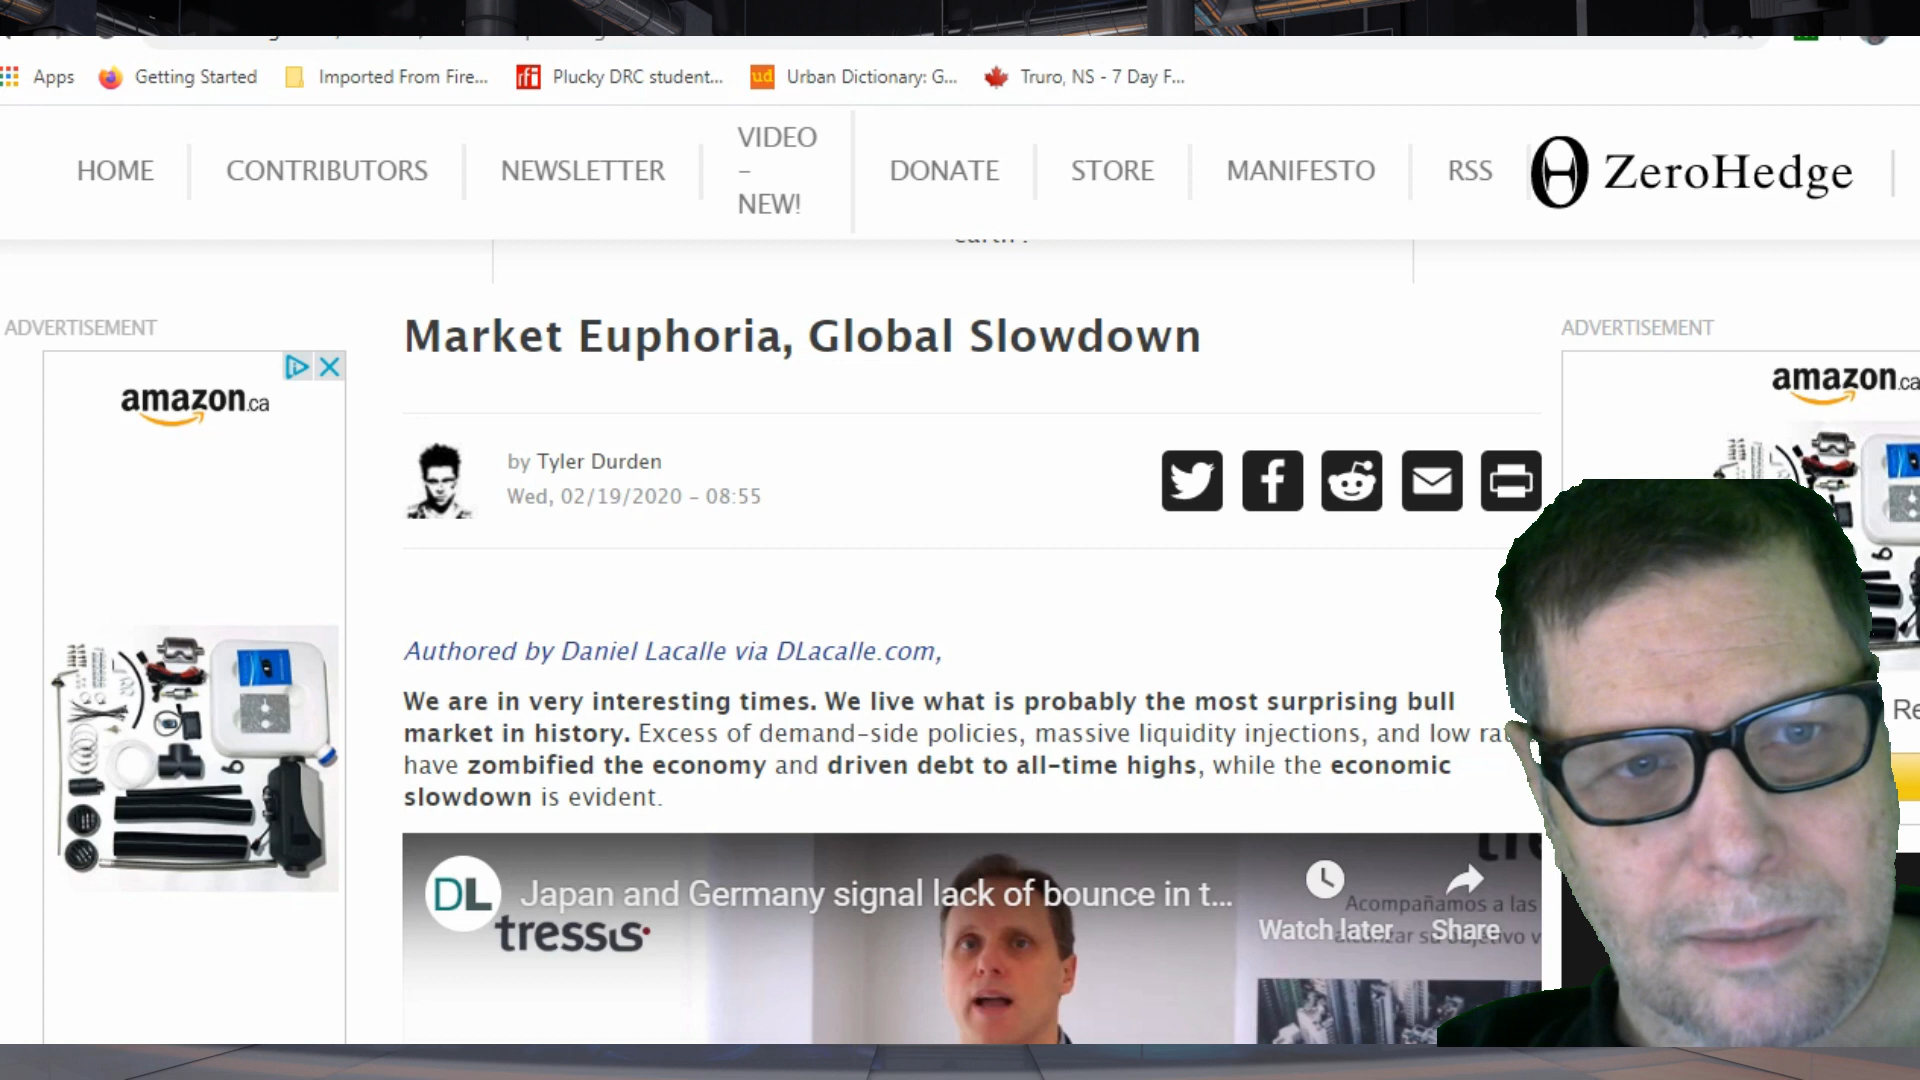 Apps
Getting Started
Imported From Fire...
Plucky DRC student...
ud
Urban Dictionary: G...
Truro, NS - 7 Day F...
HOME
CONTRIBUTORS
NEWSLETTER
VIDEO
–
NEW!
DONATE
STORE
MANIFESTO
RSS
ZeroHedge
ADVERTISEMENT
amazon.ca
Market Euphoria, Global Slowdown
by Tyler Durden
Wed, 02/19/2020 - 08:55
Authored by Daniel Lacalle via DLacalle.com,
We are in very interesting times. We live what is probably the most surprising bull
market in history. Excess of demand-side policies, massive liquidity injections, and low
have zombified the economy and driven debt to all-time highs, while the economic
slowdown is evident.
DL
Japan and Germany signal lack of bounce in t...
tressis
Watch later
Share
Acompañamos a las
ADVERTISEMENT
amazon.ca